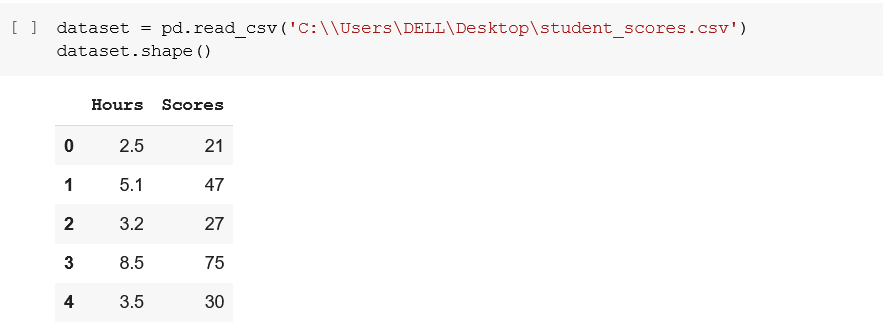 [ ] dataset = pd.read_csv('C:\\Users\DELL\Desktop\student_scores.csv')
dataset.shape()
Hours Scores
0 2.5 21
1 5.1 47
2 3.2 27
3 8.5 75
4 3.5 30